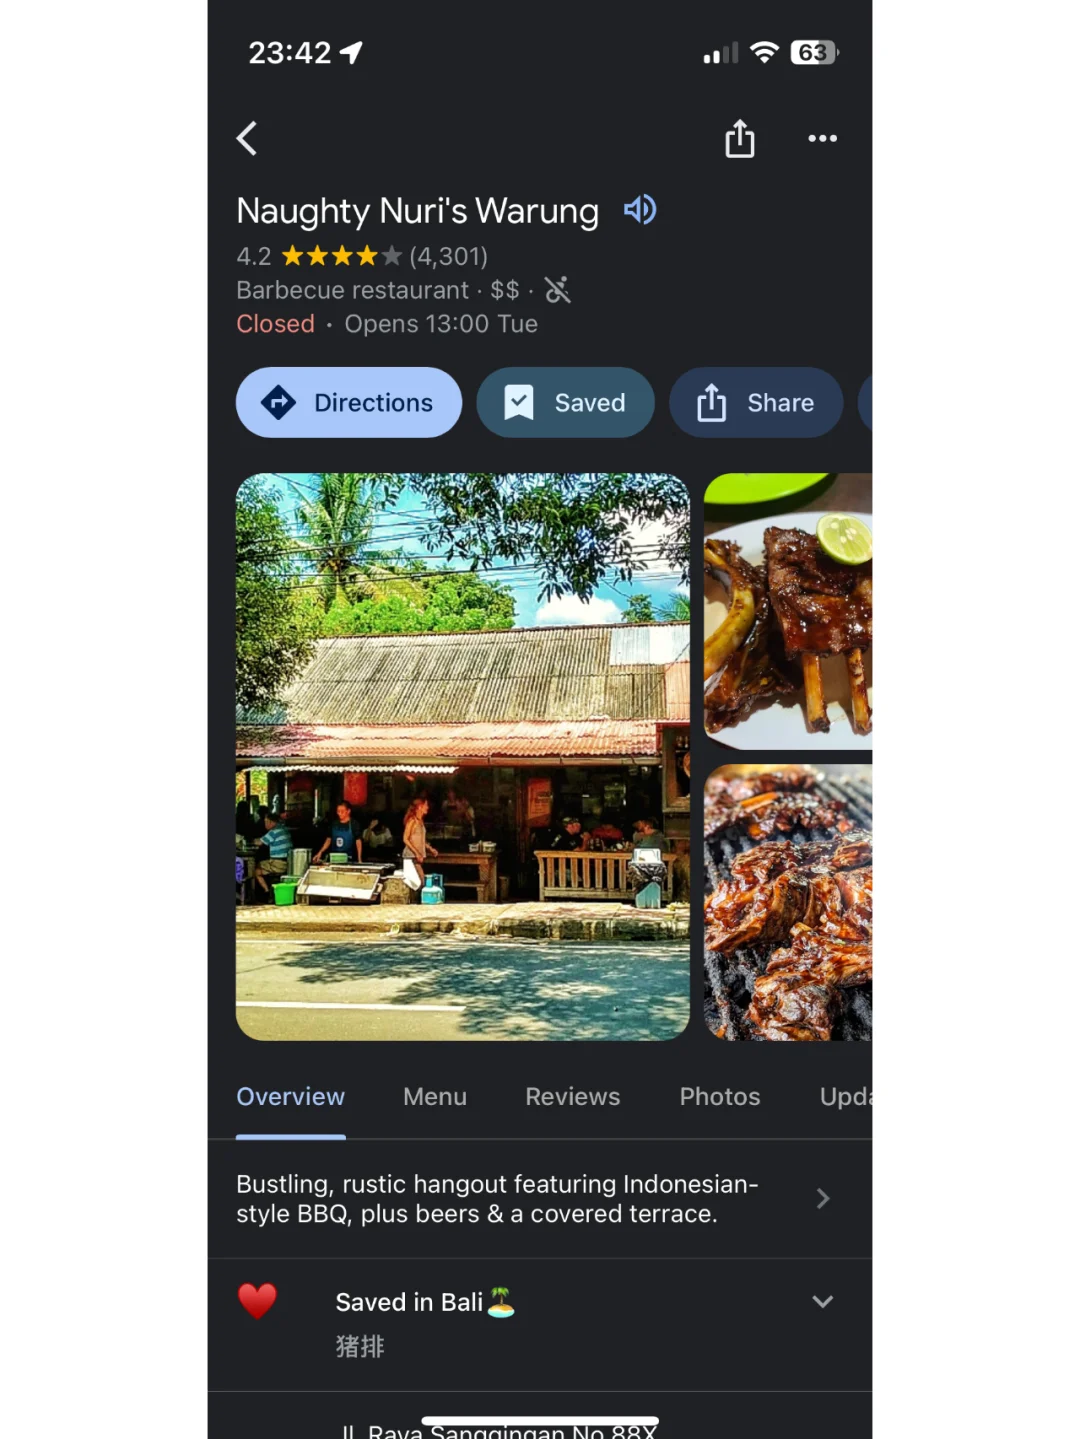 23:42
63
Naughty Nuri's Warung
4.2 (4,301)
Barbecue restaurant · $$ ·
Closed · Opens 13:00 Tue
Directions
Saved
Share
Overview
Menu
Reviews
Photos
Upda
Bustling, rustic hangout featuring Indonesian-
style BBQ, plus beers & a covered terrace.
Saved in Bali🏝️
猪排
Jl. Raya Sanggingan No.88X